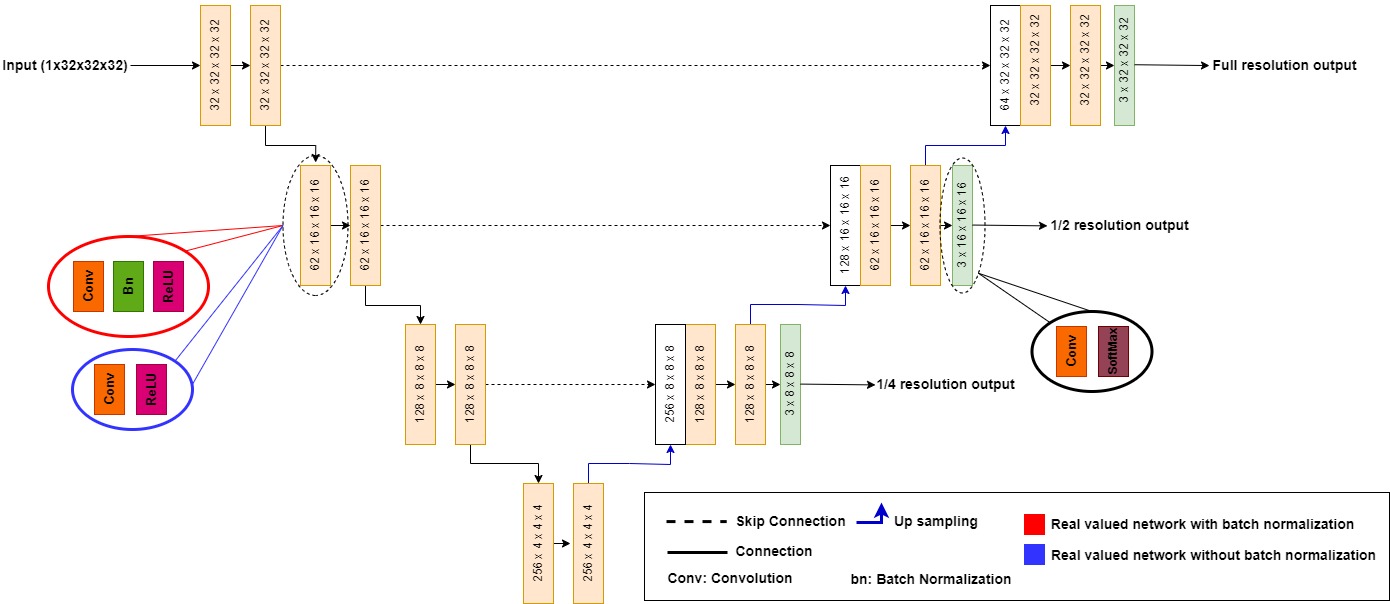 Input (1x32x32x32)
32 x 32 x 32 x 32
32 x 32 x 32 x 32
64 x 32 x 32 x 32
32 x 32 x 32 x 32
32 x 32 x 32 x 32
3 x 32 x 32 x 32
Full resolution output
62 x 16 x 16 x 16
62 x 16 x 16 x 16
128 x 16 x 16 x 16
62 x 16 x 16 x 16
62 x 16 x 16 x 16
3 x 16 x 16 x 16
1/2 resolution output
Conv
Bn
ReLU
Conv
ReLU
128 x 8 x 8 x 8
128 x 8 x 8 x 8
256 x 8 x 8 x 8
128 x 8 x 8 x 8
128 x 8 x 8 x 8
3 x 8 x 8 x 8
1/4 resolution output
Conv
SoftMax
256 x 4 x 4 x 4
256 x 4 x 4 x 4
Skip Connection
Up sampling
Real valued network with batch normalization
Connection
Real valued network without batch normalization
Conv: Convolution
bn: Batch Normalization